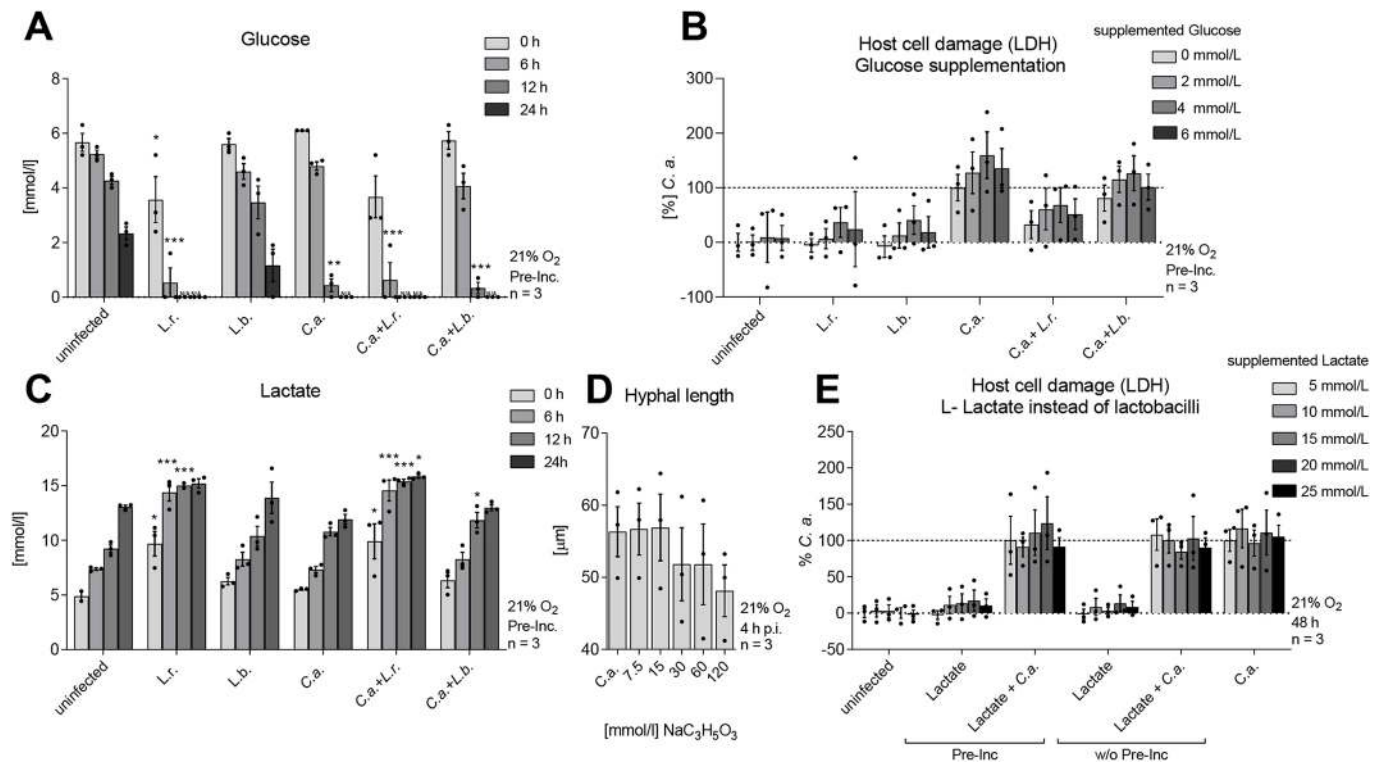 A
Glucose
0 h
6 h
12 h
24 h
[mmol/l]
8
6
4
2
0
*
***
**
***
***
21% O₂
Pre-Inc.
n = 3
uninfected
L.r.
L.b.
C.a.
C.a.+L.r.
C.a.+L.b.
B
Host cell damage (LDH)
Glucose supplementation
supplemented Glucose
0 mmol/L
2 mmol/L
4 mmol/L
6 mmol/L
[%] C. a.
300
200
100
0
-100
21% O₂
Pre-Inc.
n = 3
uninfected
L.r.
L.b.
C.a.
C.a.+ L.r.
C.a.+L.b.
C
Lactate
0 h
6 h
12 h
24h
[mmol/l]
20
15
10
5
0
*
***
***
*
***
***
*
*
21% O₂
Pre-Inc.
n = 3
uninfected
L.r.
L.b.
C.a.
C.a.+L.r.
C.a.+L.b.
D
Hyphal length
[µm]
70
60
50
40
21% O₂
4 h p.i.
n = 3
C.a.
7.5
15
30
60
120
[mmol/l] NaC₃H₅O₃
E
Host cell damage (LDH)
L- Lactate instead of lactobacilli
supplemented Lactate
5 mmol/L
10 mmol/L
15 mmol/L
20 mmol/L
25 mmol/L
% C. a.
250
200
150
100
50
0
-50
21% O₂
48 h
n = 3
uninfected
Lactate
Lactate + C.a.
Lactate
Lactate + C.a.
C.a.
Pre-Inc
w/o Pre-Inc